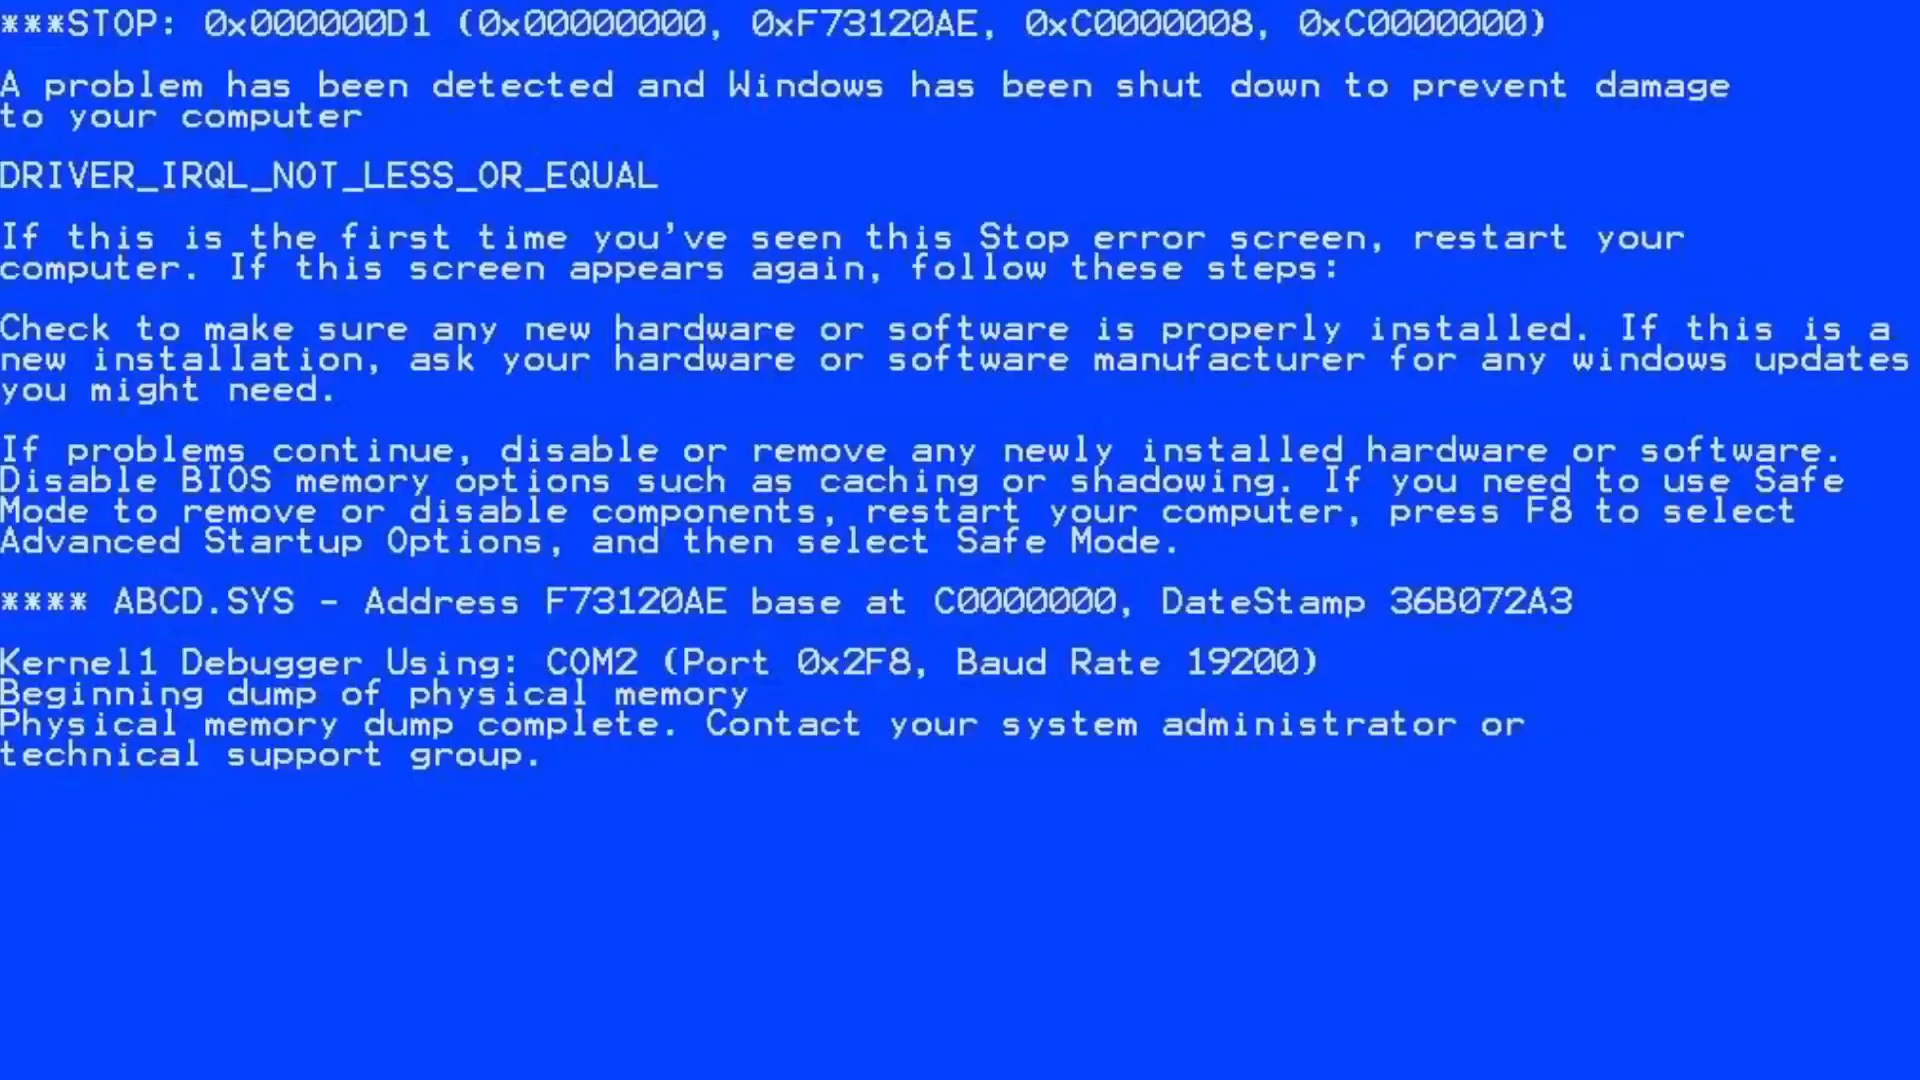 ***STOP: 0x000000D1 (0x00000000, 0xF73120AE, 0xC0000008, 0xC0000000)
A problem has been detected and Windows has been shut down to prevent damage
to your computer
DRIVER_IRQL_NOT_LESS_OR_EQUAL
If this is the first time you've seen this Stop error screen, restart your
computer. If this screen appears again, follow these steps:
Check to make sure any new hardware or software is properly installed. If this is a
new installation, ask your hardware or software manufacturer for any windows updates
you might need.
If problems continue, disable or remove any newly installed hardware or software.
Disable BIOS memory options such as caching or shadowing. If you need to use Safe
Mode to remove or disable components, restart your computer, press F8 to select
Advanced Startup Options, and then select Safe Mode.
**** ABCD.SYS - Address F73120AE base at C0000000, DateStamp 36B072A3
Kernel1 Debugger Using: COM2 (Port 0x2F8, Baud Rate 19200)
Beginning dump of physical memory
Physical memory dump complete. Contact your system administrator or
technical support group.